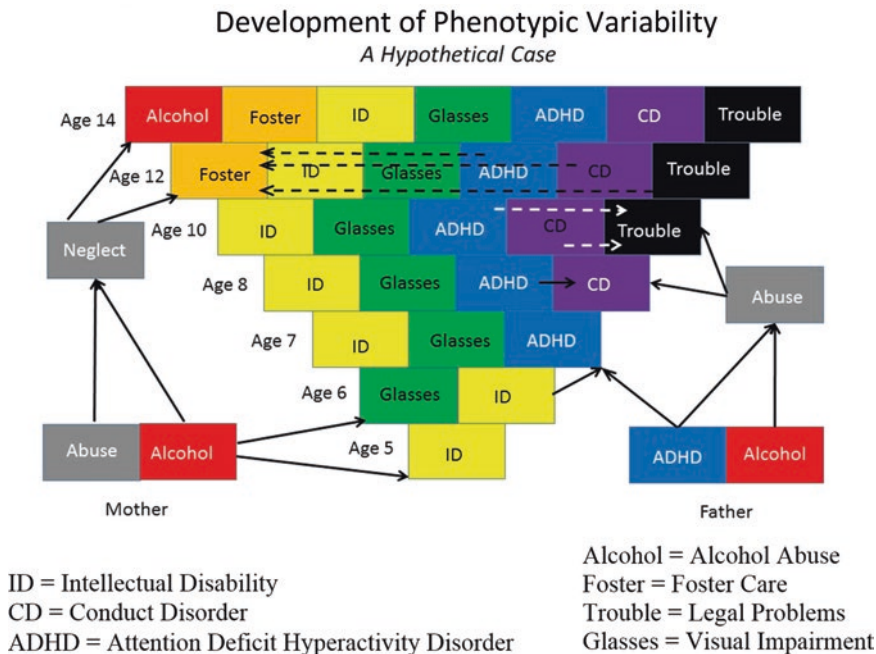 Development of Phenotypic Variability
A Hypothetical Case
Age 14 Alcohol Foster ID Glasses ADHD CD Trouble
Age 12 Foster ID Glasses ADHD CD Trouble
Neglect
Age 10 ID Glasses ADHD CD Trouble
Age 8 ID Glasses ADHD CD
Abuse
Age 7 ID Glasses ADHD
Age 6 Glasses ID
Abuse Alcohol
Age 5 ID
ADHD Alcohol
Mother
Father
ID = Intellectual Disability
CD = Conduct Disorder
ADHD = Attention Deficit Hyperactivity Disorder
Alcohol = Alcohol Abuse
Foster = Foster Care
Trouble = Legal Problems
Glasses = Visual Impairment